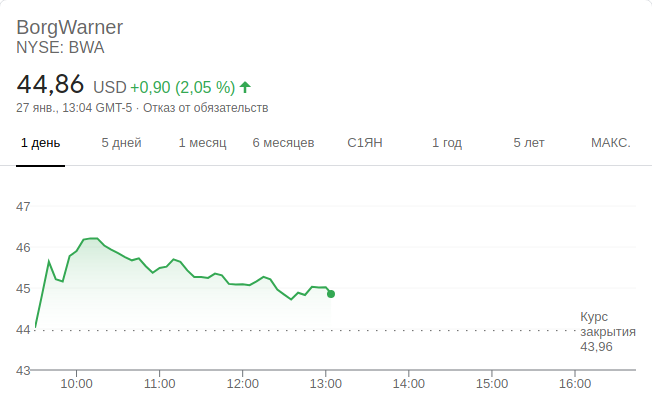 BorgWarner
NYSE: BWA
44,86 USD +0,90 (2,05 %)
27 янв., 13:04 GMT-5 · Отказ от обязательств
1 день 5 дней 1 месяц 6 месяцев С1ЯН 1 год 5 лет МАКС.
47
46
45
44
43
Курс
закрытия
43,96
10:00 11:00 12:00 13:00 14:00 15:00 16:00